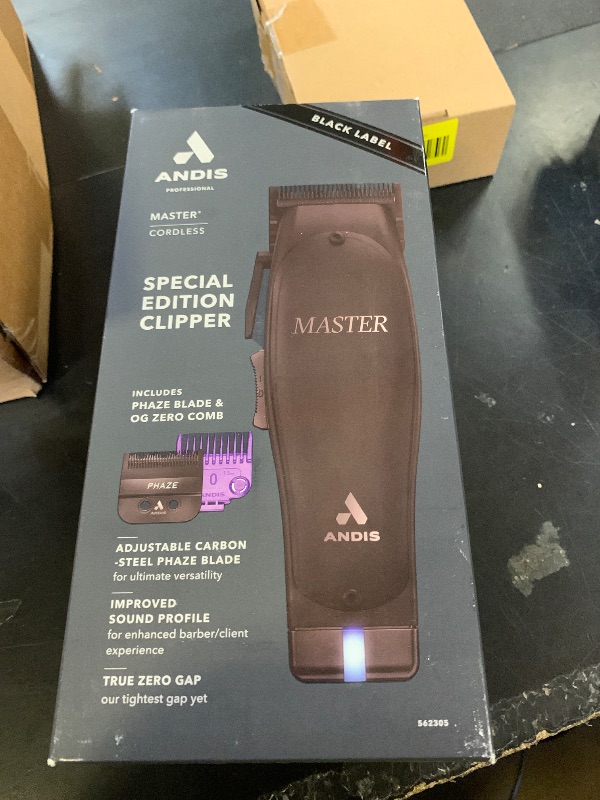 BLACK LABEL
ANDIS
PROFESSIONAL
MASTER®
CORDLESS
SPECIAL
EDITION
CLIPPER
MASTER
INCLUDES
PHAZE BLADE &
OG ZERO COMB
0
PHAZE
ANDIS
ANDIS
ANDIS
ADJUSTABLE CARBON
-STEEL PHAZE BLADE
for ultimate versatility
IMPROVED
SOUND PROFILE
for enhanced barber/client
experience
TRUE ZERO GAP
our tightest gap yet
562305